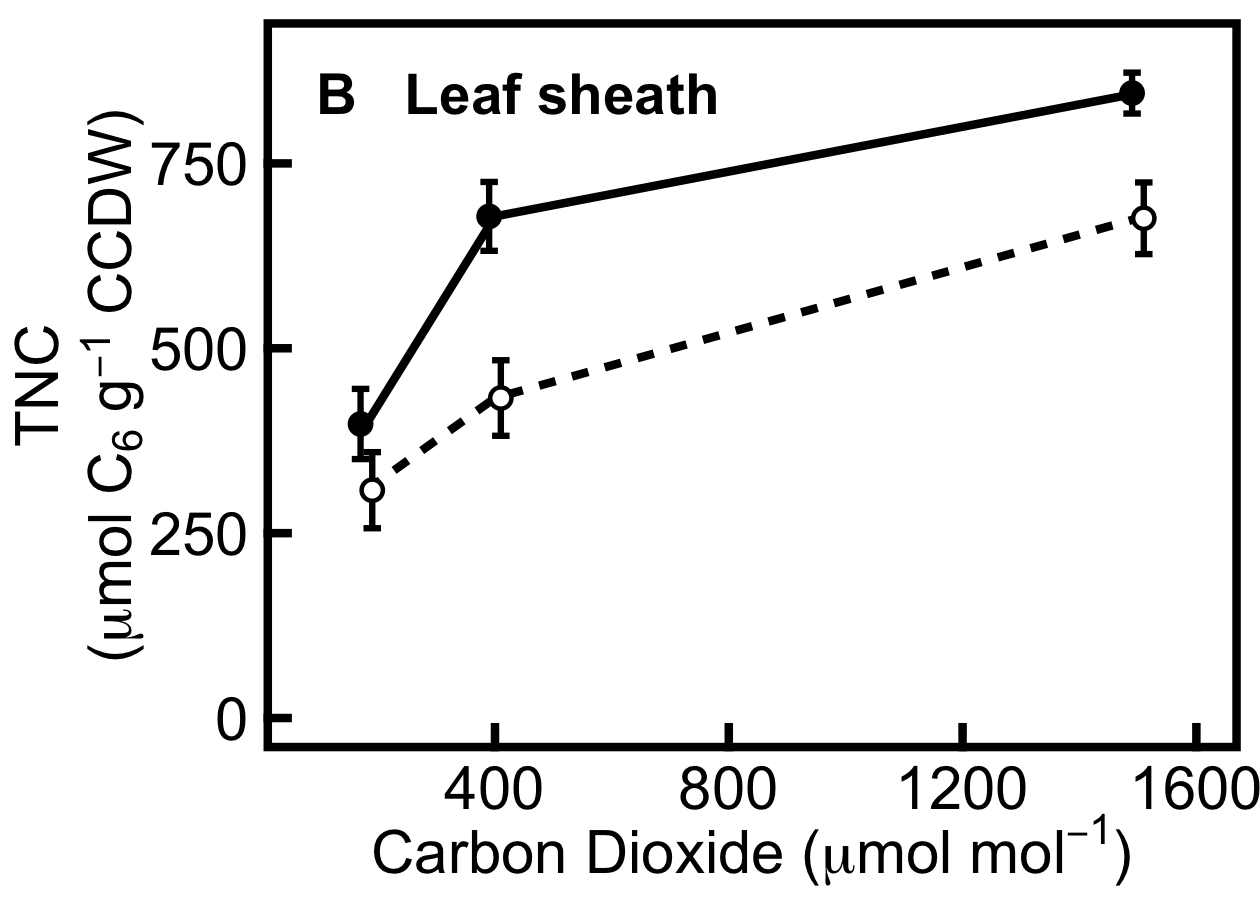 B Leaf sheath
TNC
(μmol C₆ g⁻¹ CCDW)
750
500
250
0
400 800 1200 1600
Carbon Dioxide (μmol mol⁻¹)